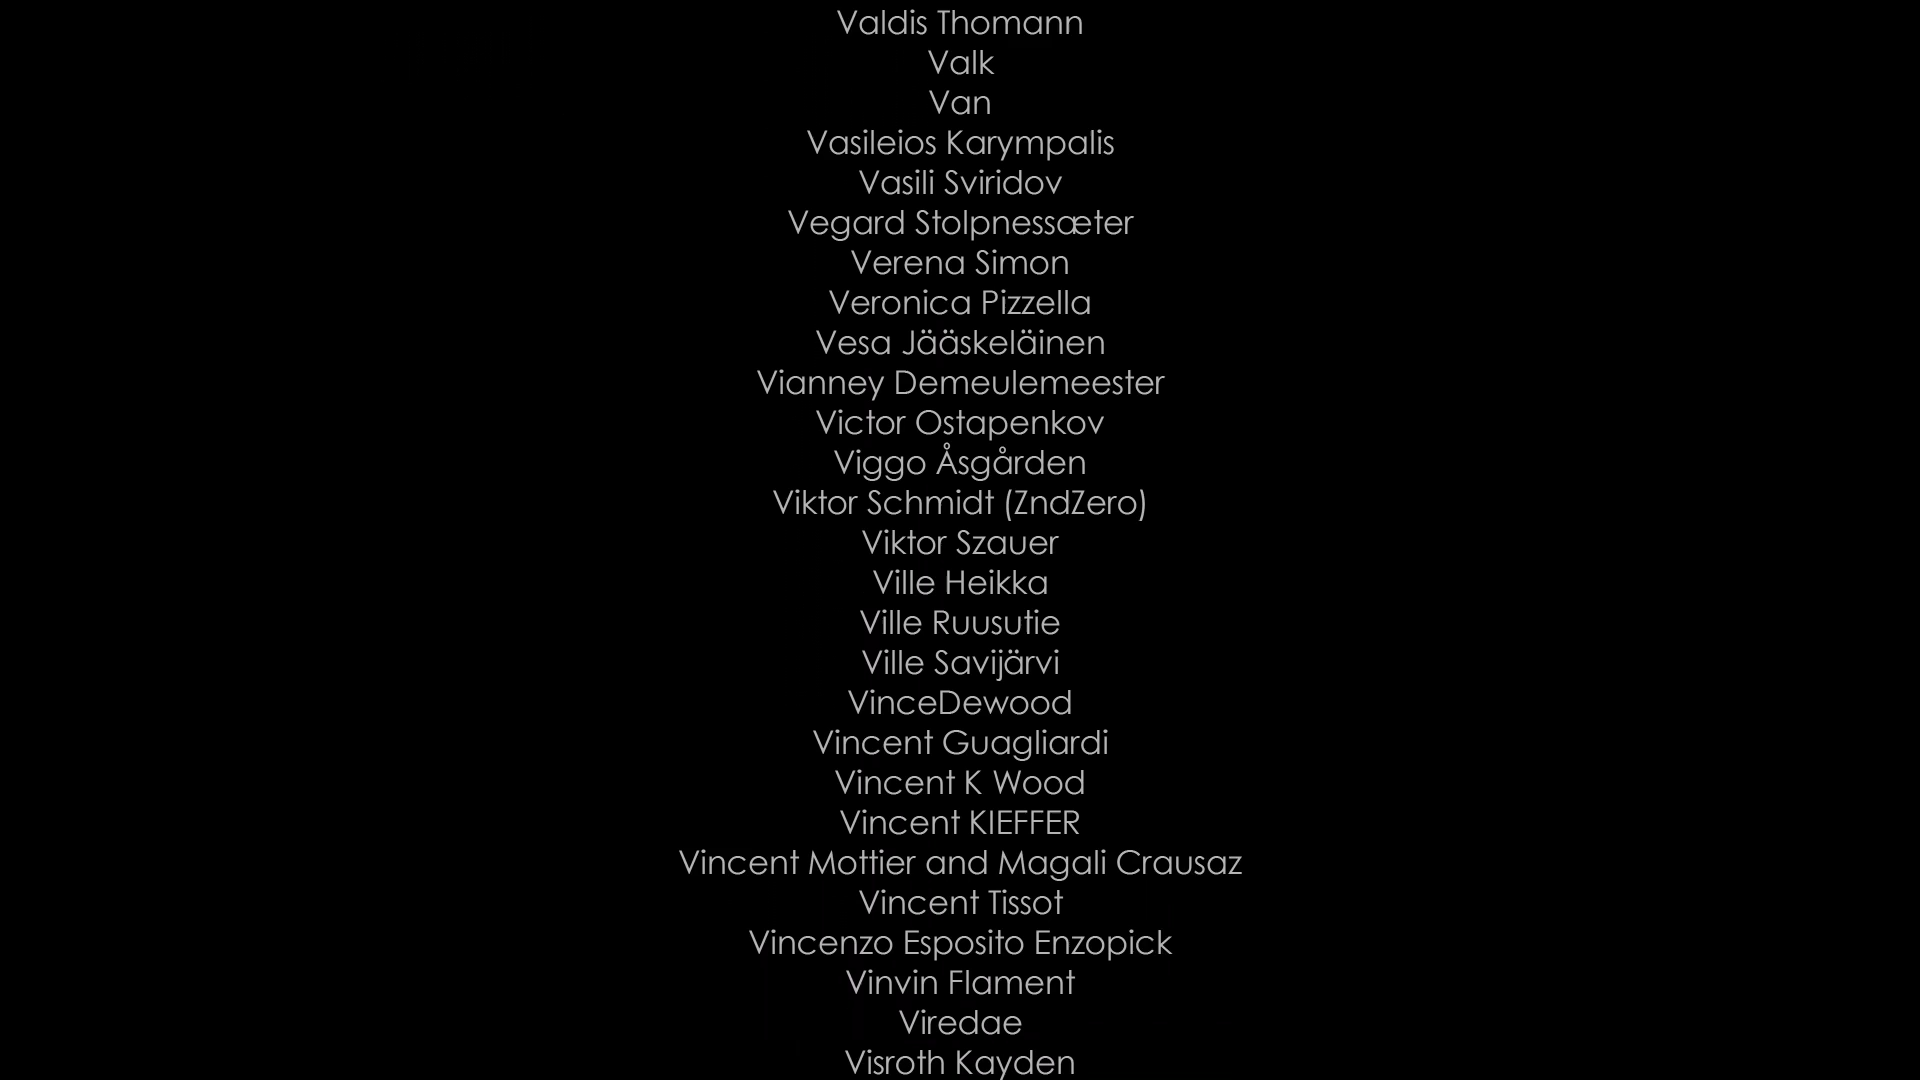 Valdis Thomann
Valk
Van
Vasileios Karympalis
Vasili Sviridov
Vegard Stolpnessæter
Verena Simon
Veronica Pizzella
Vesa Jääskeläinen
Vianney Demeulemeester
Victor Ostapenkov
Viggo Åsgården
Viktor Schmidt (ZndZero)
Viktor Szauer
Ville Heikka
Ville Ruusutie
Ville Savijärvi
VinceDewood
Vincent Guagliardi
Vincent K Wood
Vincent KIEFFER
Vincent Mottier and Magali Crausaz
Vincent Tissot
Vincenzo Esposito Enzopick
Vinvin Flament
Viredae
Visroth Kayden